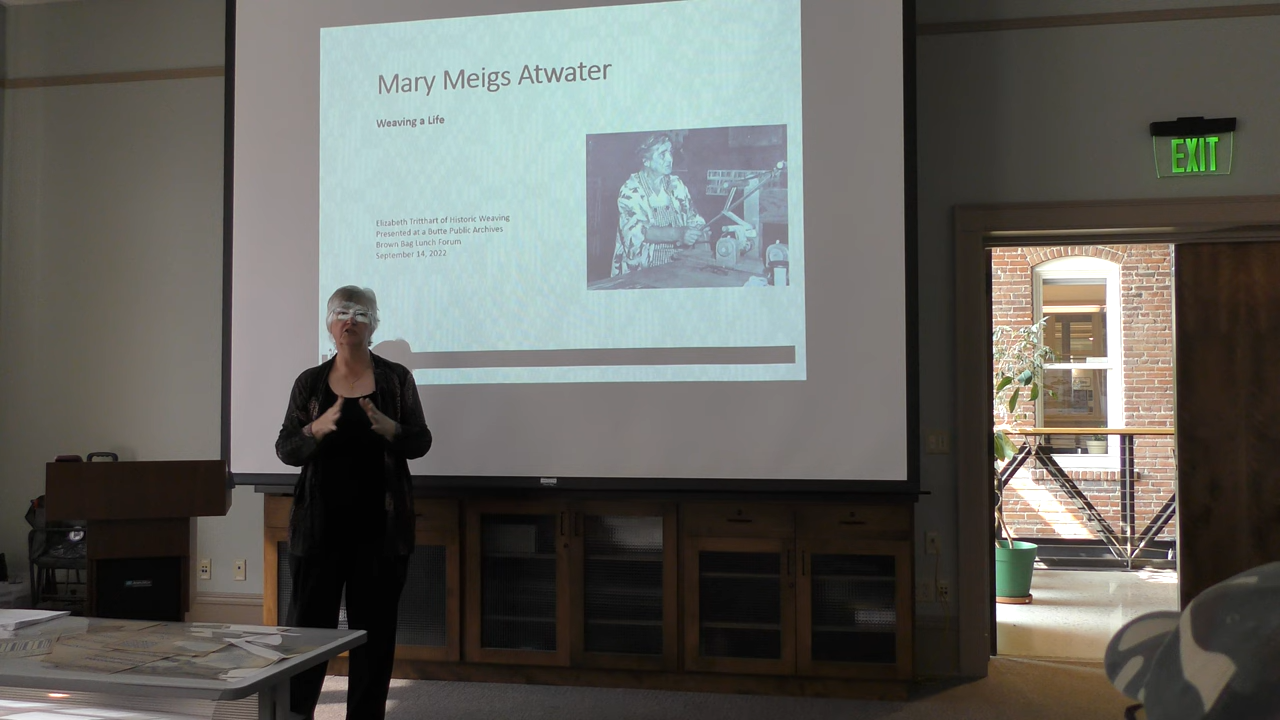 Mary Meigs Atwater
Weaving a Life
Elizabeth Tritthart of Historic Weaving
Presented at a Butte Public Archives
Brown Bag Lunch Forum
September 14, 2022
EXIT